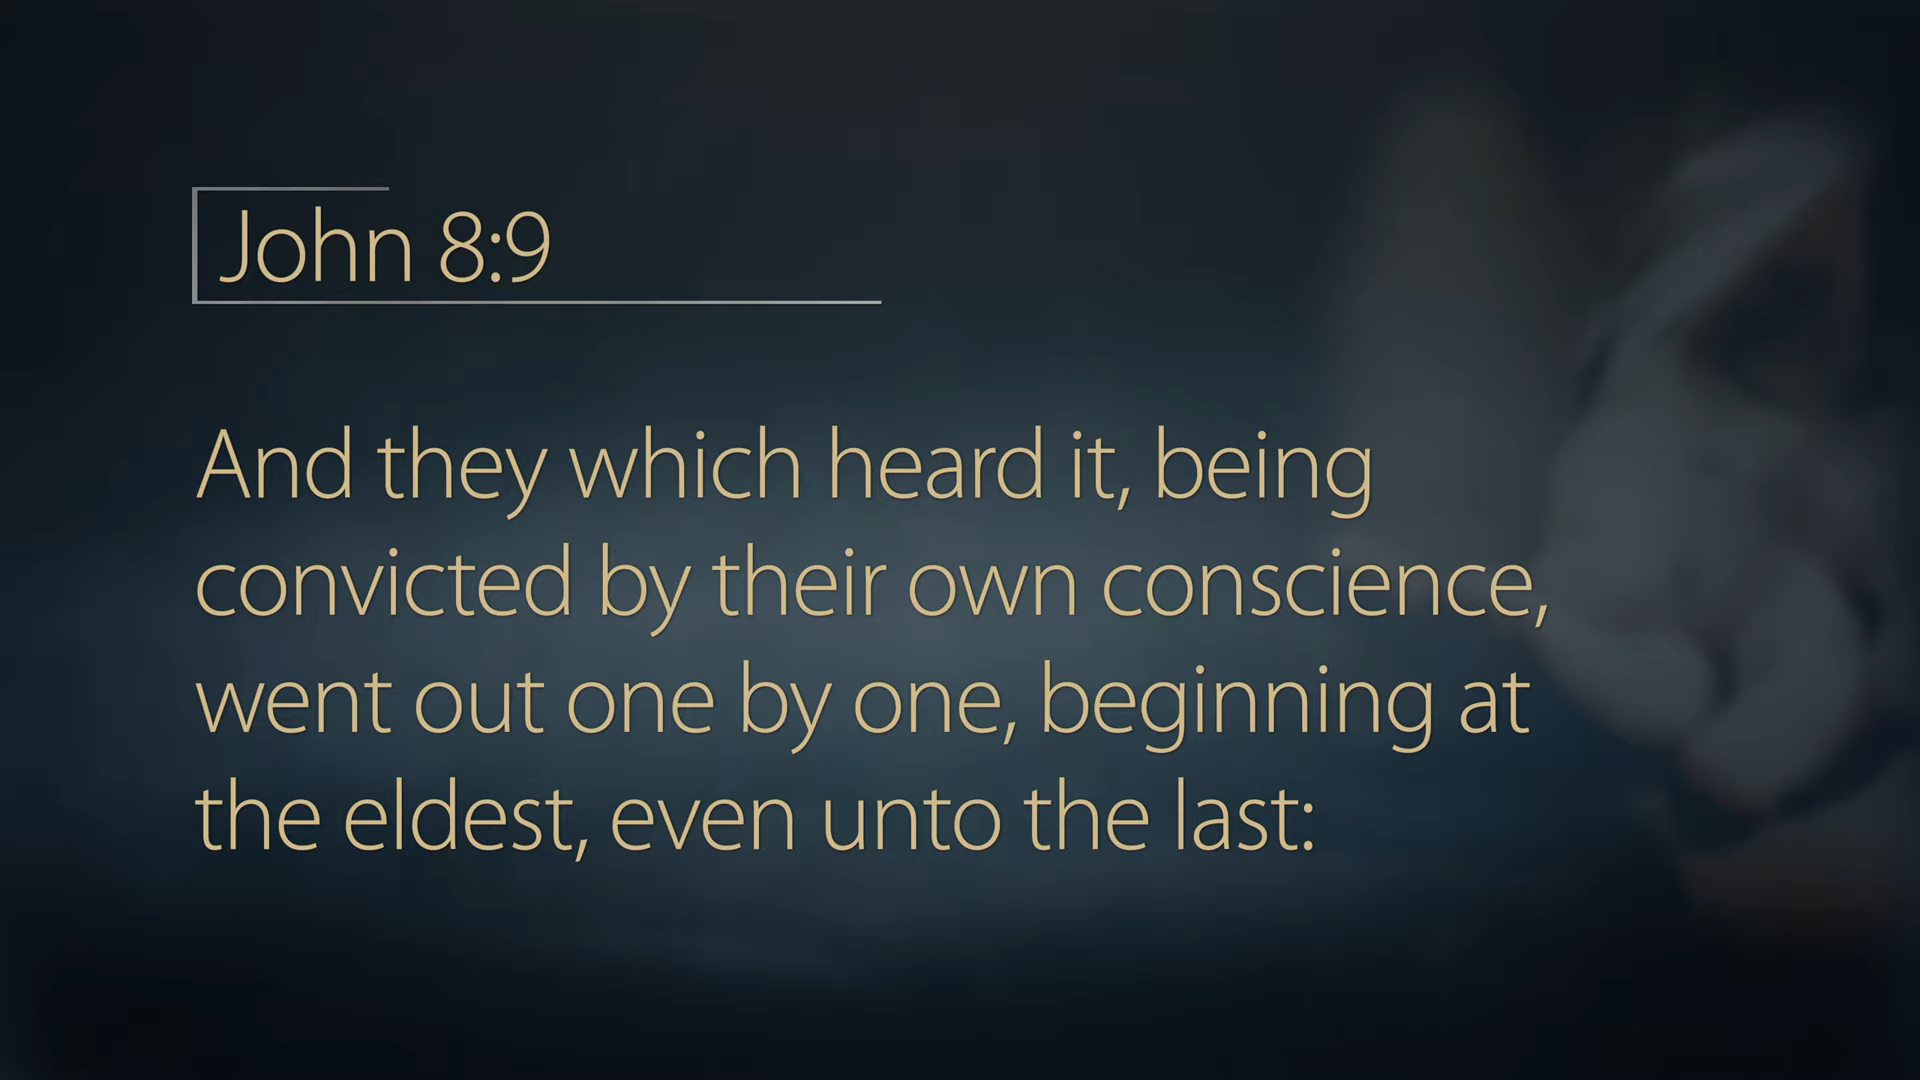 John 8:9
And they which heard it, being
convicted by their own conscience,
went out one by one, beginning at
the eldest, even unto the last: